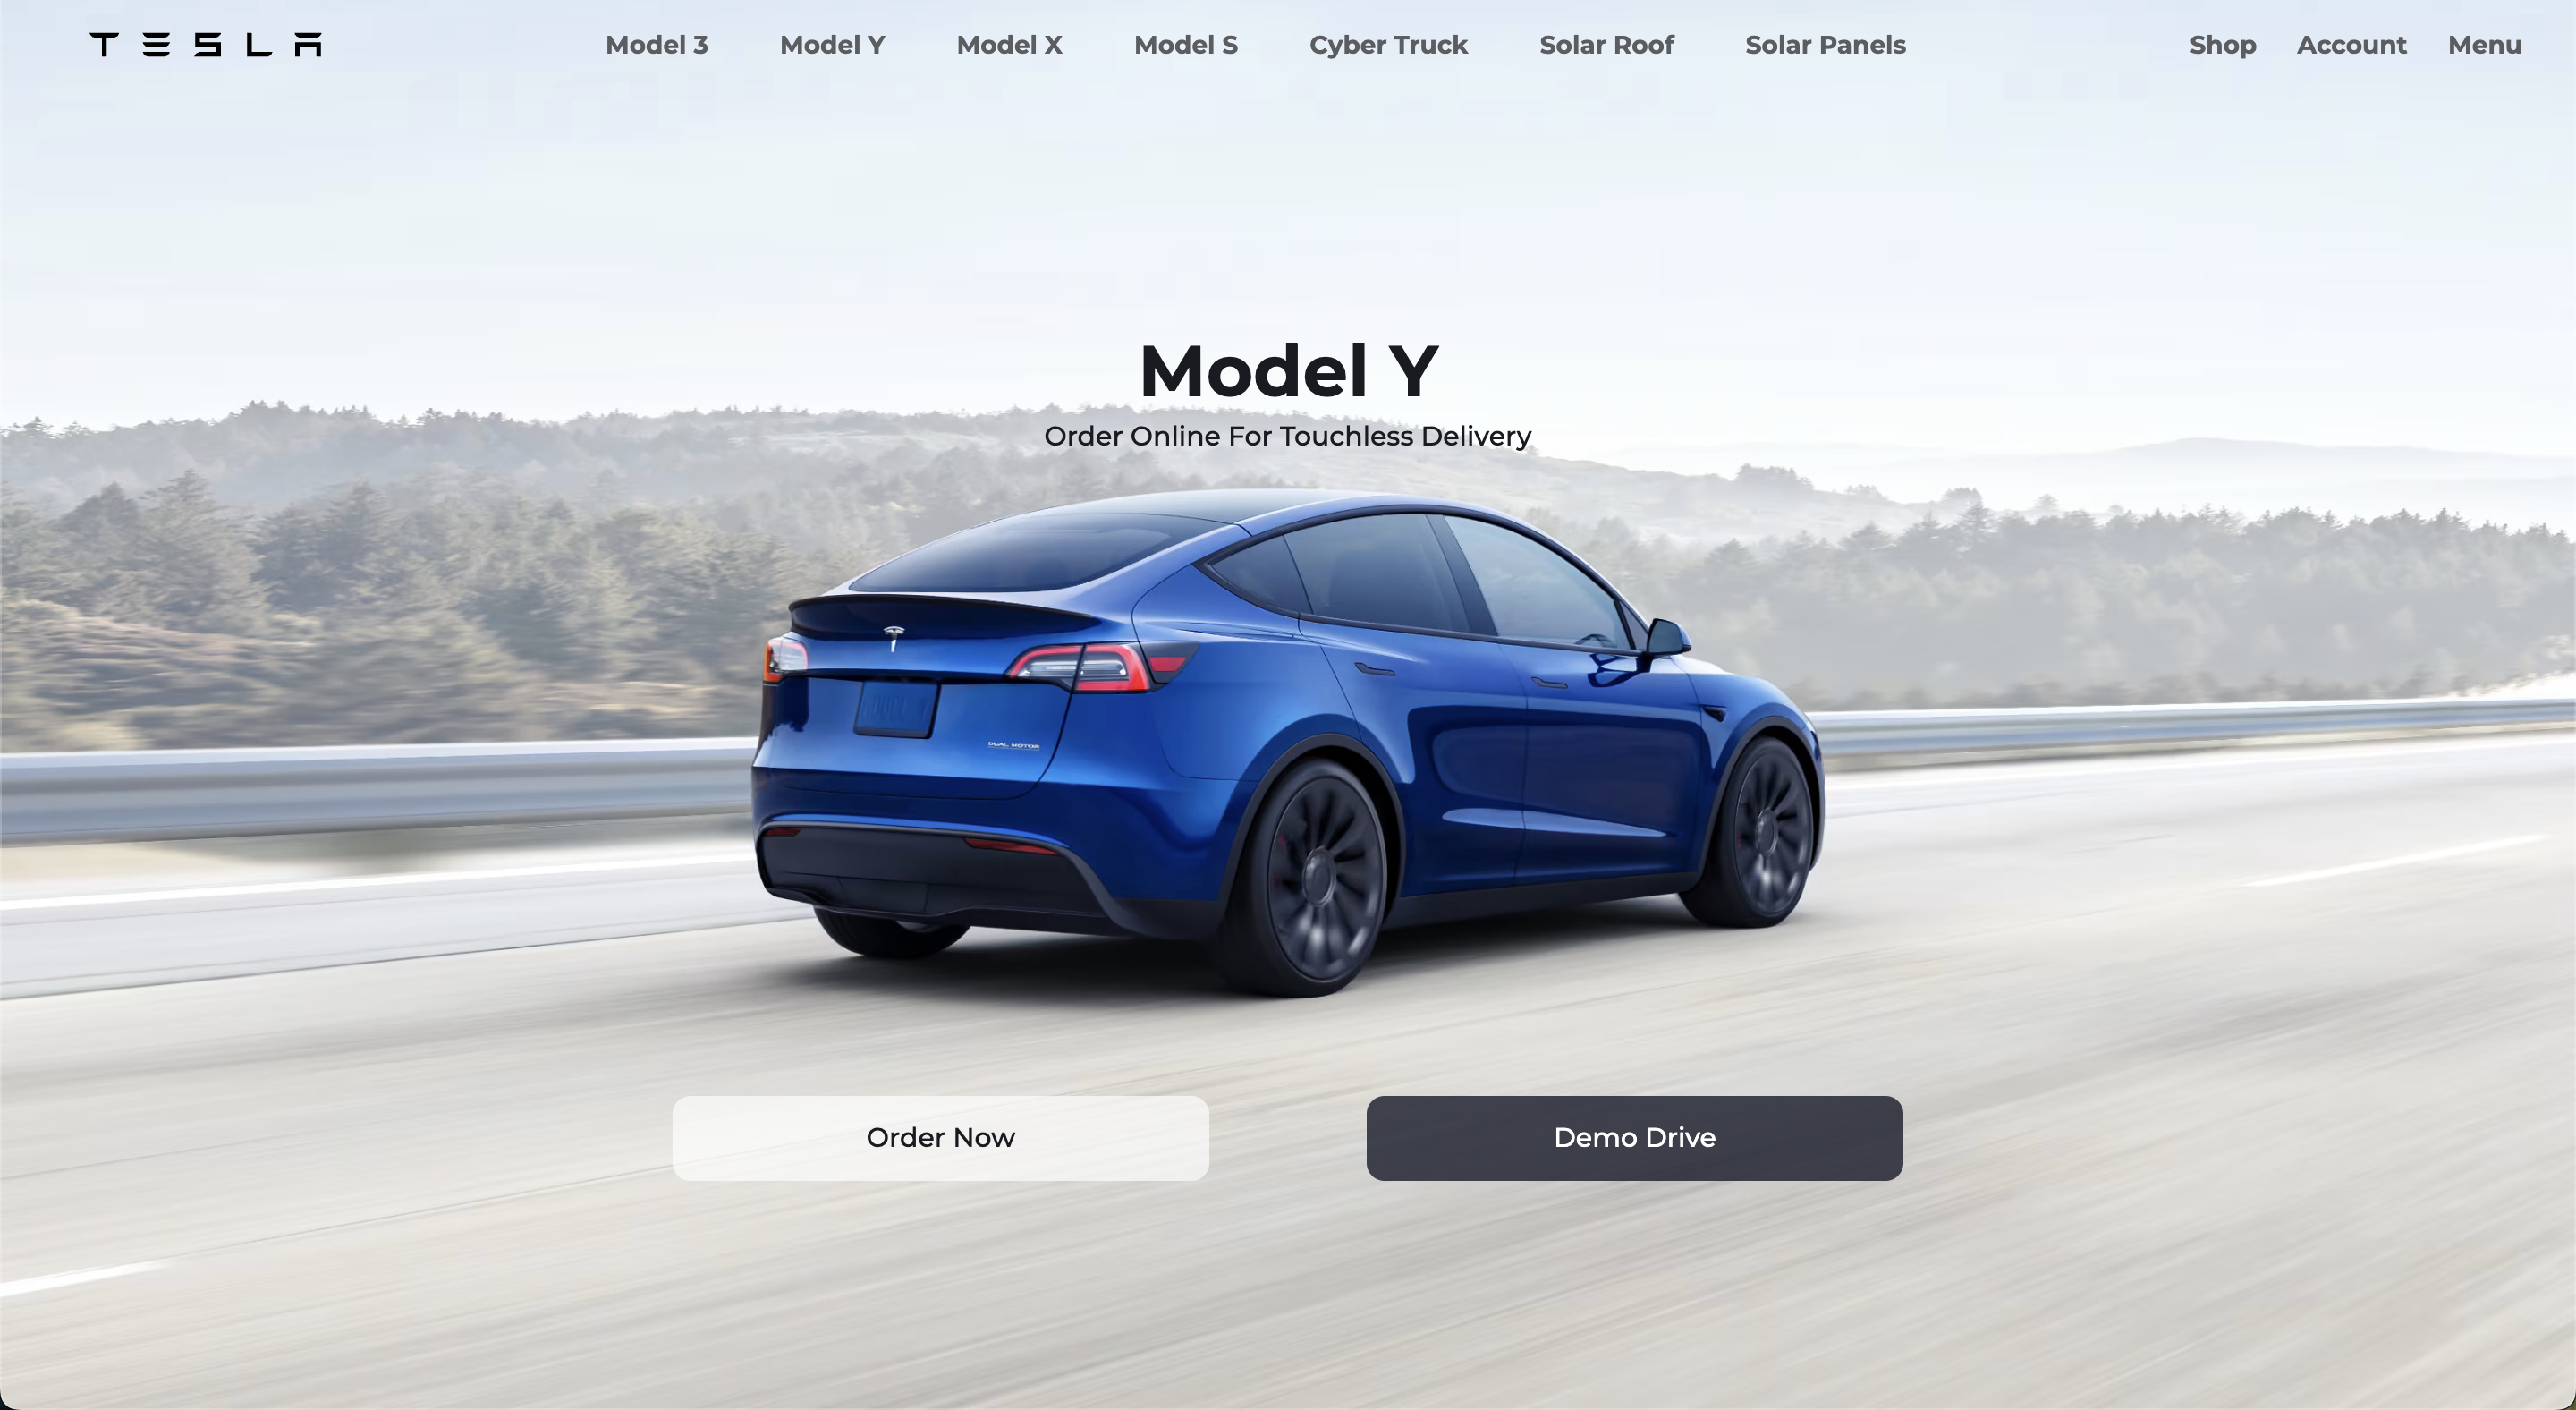 TESLA Model 3 Model Y Model X Model S Cyber Truck Solar Roof Solar Panels Shop Account Menu
Model Y
Order Online For Touchless Delivery
DUAL MOTOR
Order Now Demo Drive